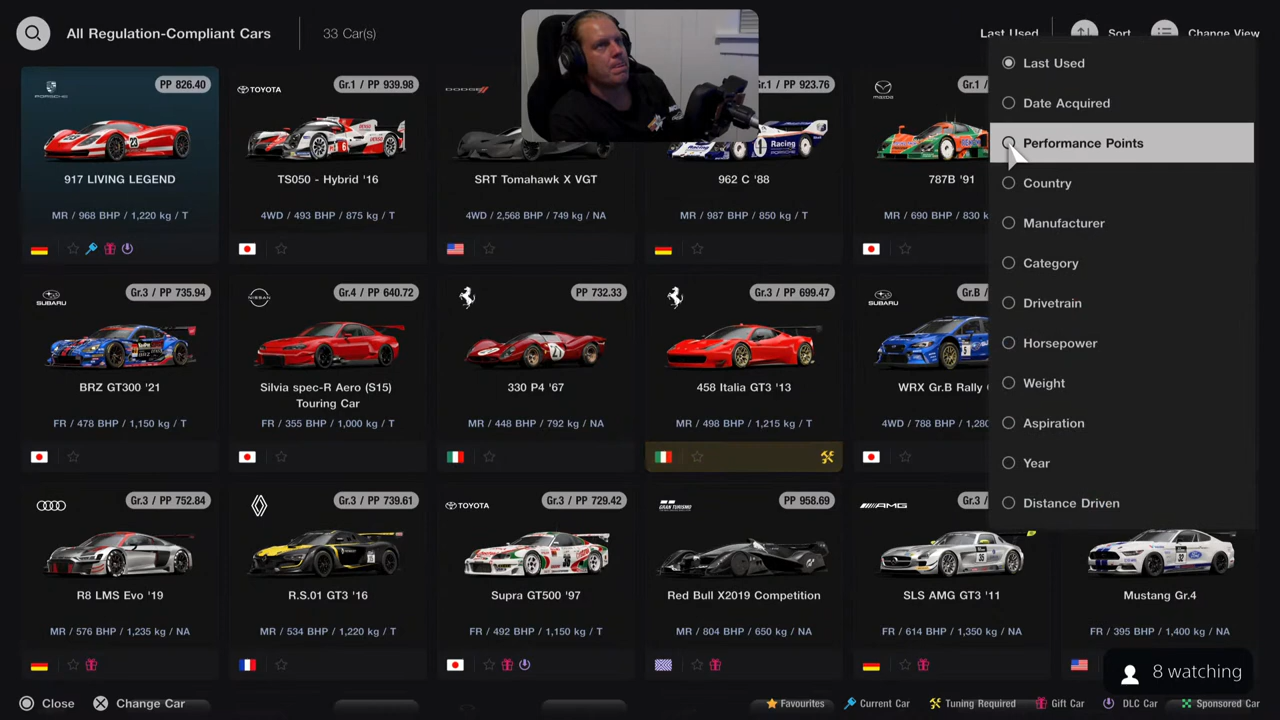 All Regulation-Compliant Cars
33 Car(s)
Last Used
Sort
Change View
Last Used
Date Acquired
Performance Points
Country
Manufacturer
Category
Drivetrain
Horsepower
Weight
Aspiration
Year
Distance Driven
PORSCHE
PP 826.40
917 LIVING LEGEND
MR / 968 BHP / 1,220 kg / T
TOYOTA
Gr.1 / PP 939.98
TS050 - Hybrid '16
4WD / 493 BHP / 875 kg / T
DODGE
SRT Tomahawk X VGT
4WD / 2,568 BHP / 749 kg / NA
Gr.1 / PP 923.76
962 C '88
MR / 987 BHP / 850 kg / T
mazda
Gr.1 /
787B '91
MR / 690 BHP / 830 k
SUBARU
Gr.3 / PP 735.94
BRZ GT300 '21
FR / 478 BHP / 1,150 kg / T
NISSAN
Gr.4 / PP 640.72
Silvia spec-R Aero (S15)
Touring Car
FR / 355 BHP / 1,000 kg / T
PP 732.33
330 P4 '67
MR / 448 BHP / 792 kg / NA
Gr.3 / PP 699.47
458 Italia GT3 '13
MR / 498 BHP / 1,215 kg / T
SUBARU
Gr.B /
WRX Gr.B Rally
4WD / 788 BHP / 1,280
Gr.3 / PP 752.84
R8 LMS Evo '19
MR / 576 BHP / 1,235 kg / NA
Gr.3 / PP 739.61
R.S.01 GT3 '16
MR / 534 BHP / 1,220 kg / T
TOYOTA
Gr.3 / PP 729.42
Supra GT500 '97
FR / 492 BHP / 1,150 kg / T
GRAN TURISMO
PP 958.69
Red Bull X2019 Competition
MR / 804 BHP / 650 kg / NA
AMG
Gr.3 /
SLS AMG GT3 '11
FR / 614 BHP / 1,350 kg / NA
Mustang Gr.4
FR / 395 BHP / 1,400 kg / NA
8 watching
Close
Change Car
Favourites
Current Car
Tuning Required
Gift Car
DLC Car
Sponsored Car